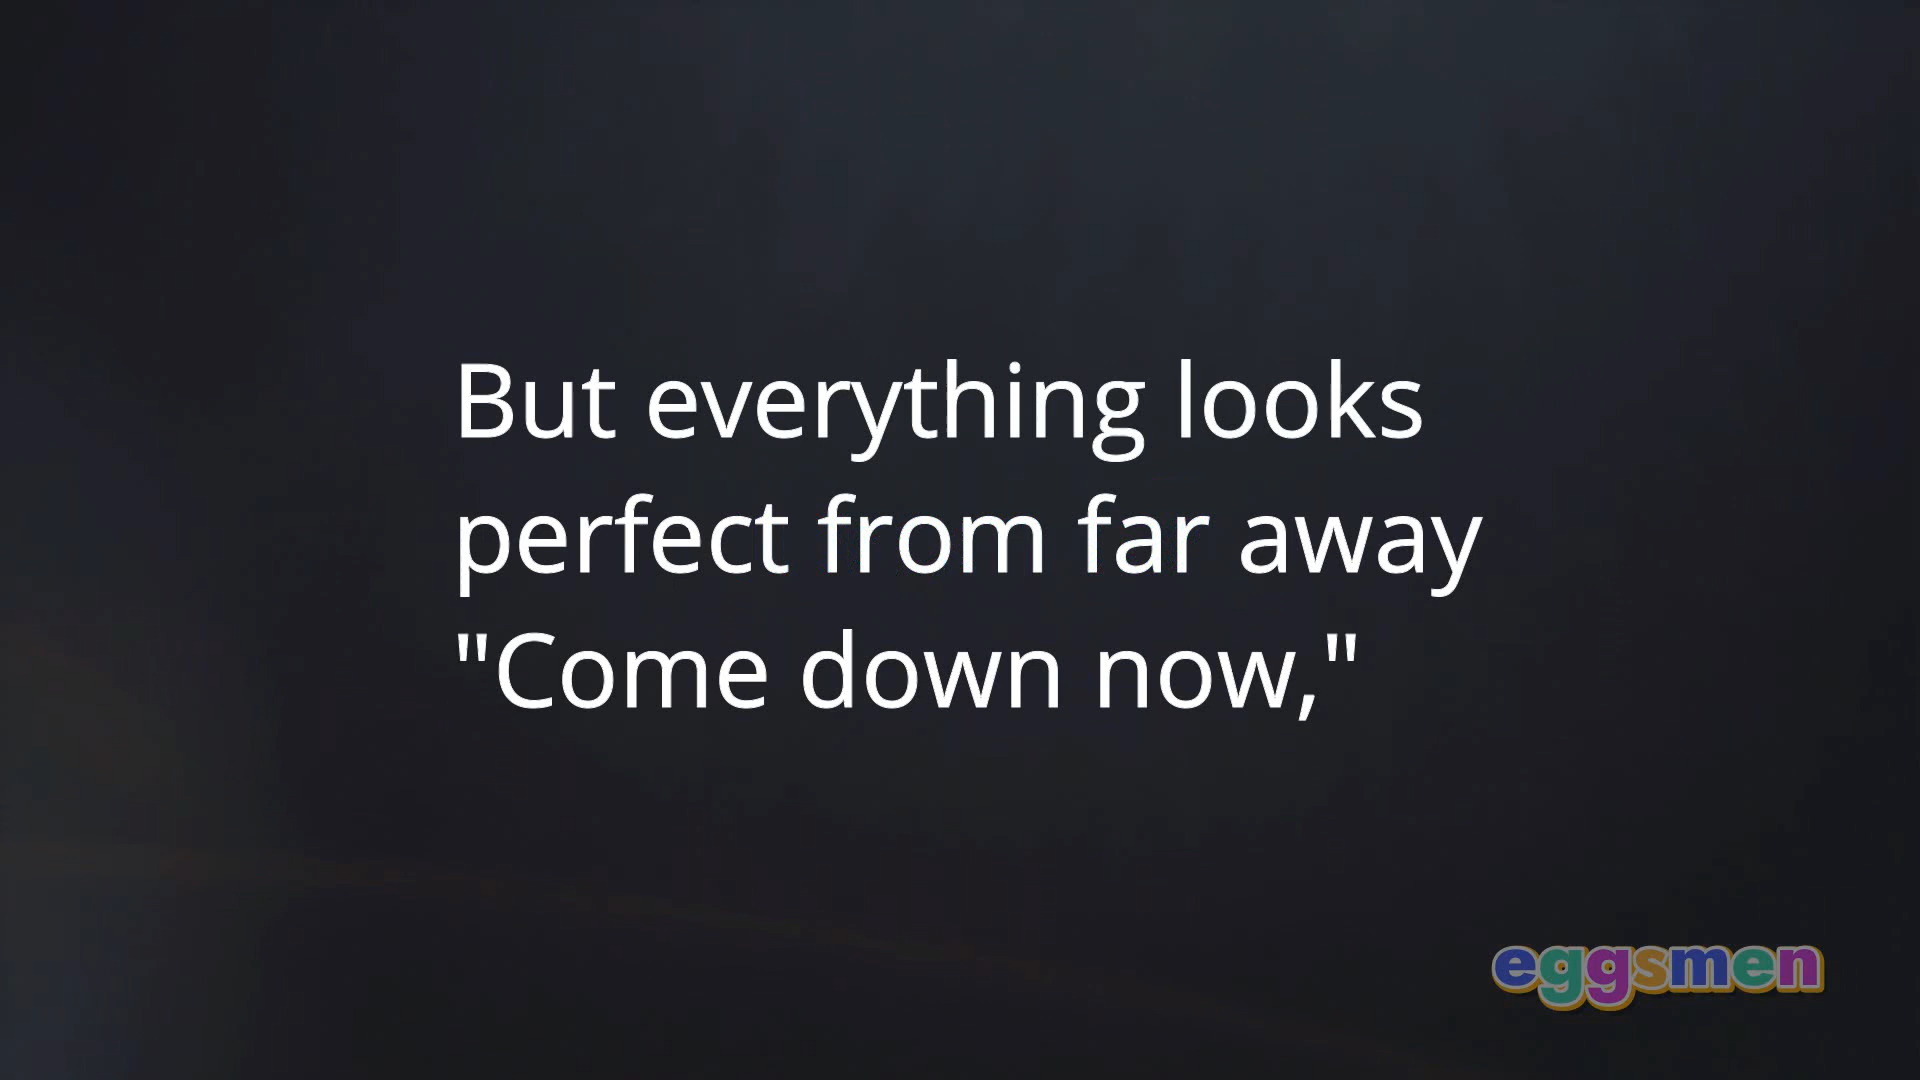 But everything looks
perfect from far away
"Come down now,"
eggsmen